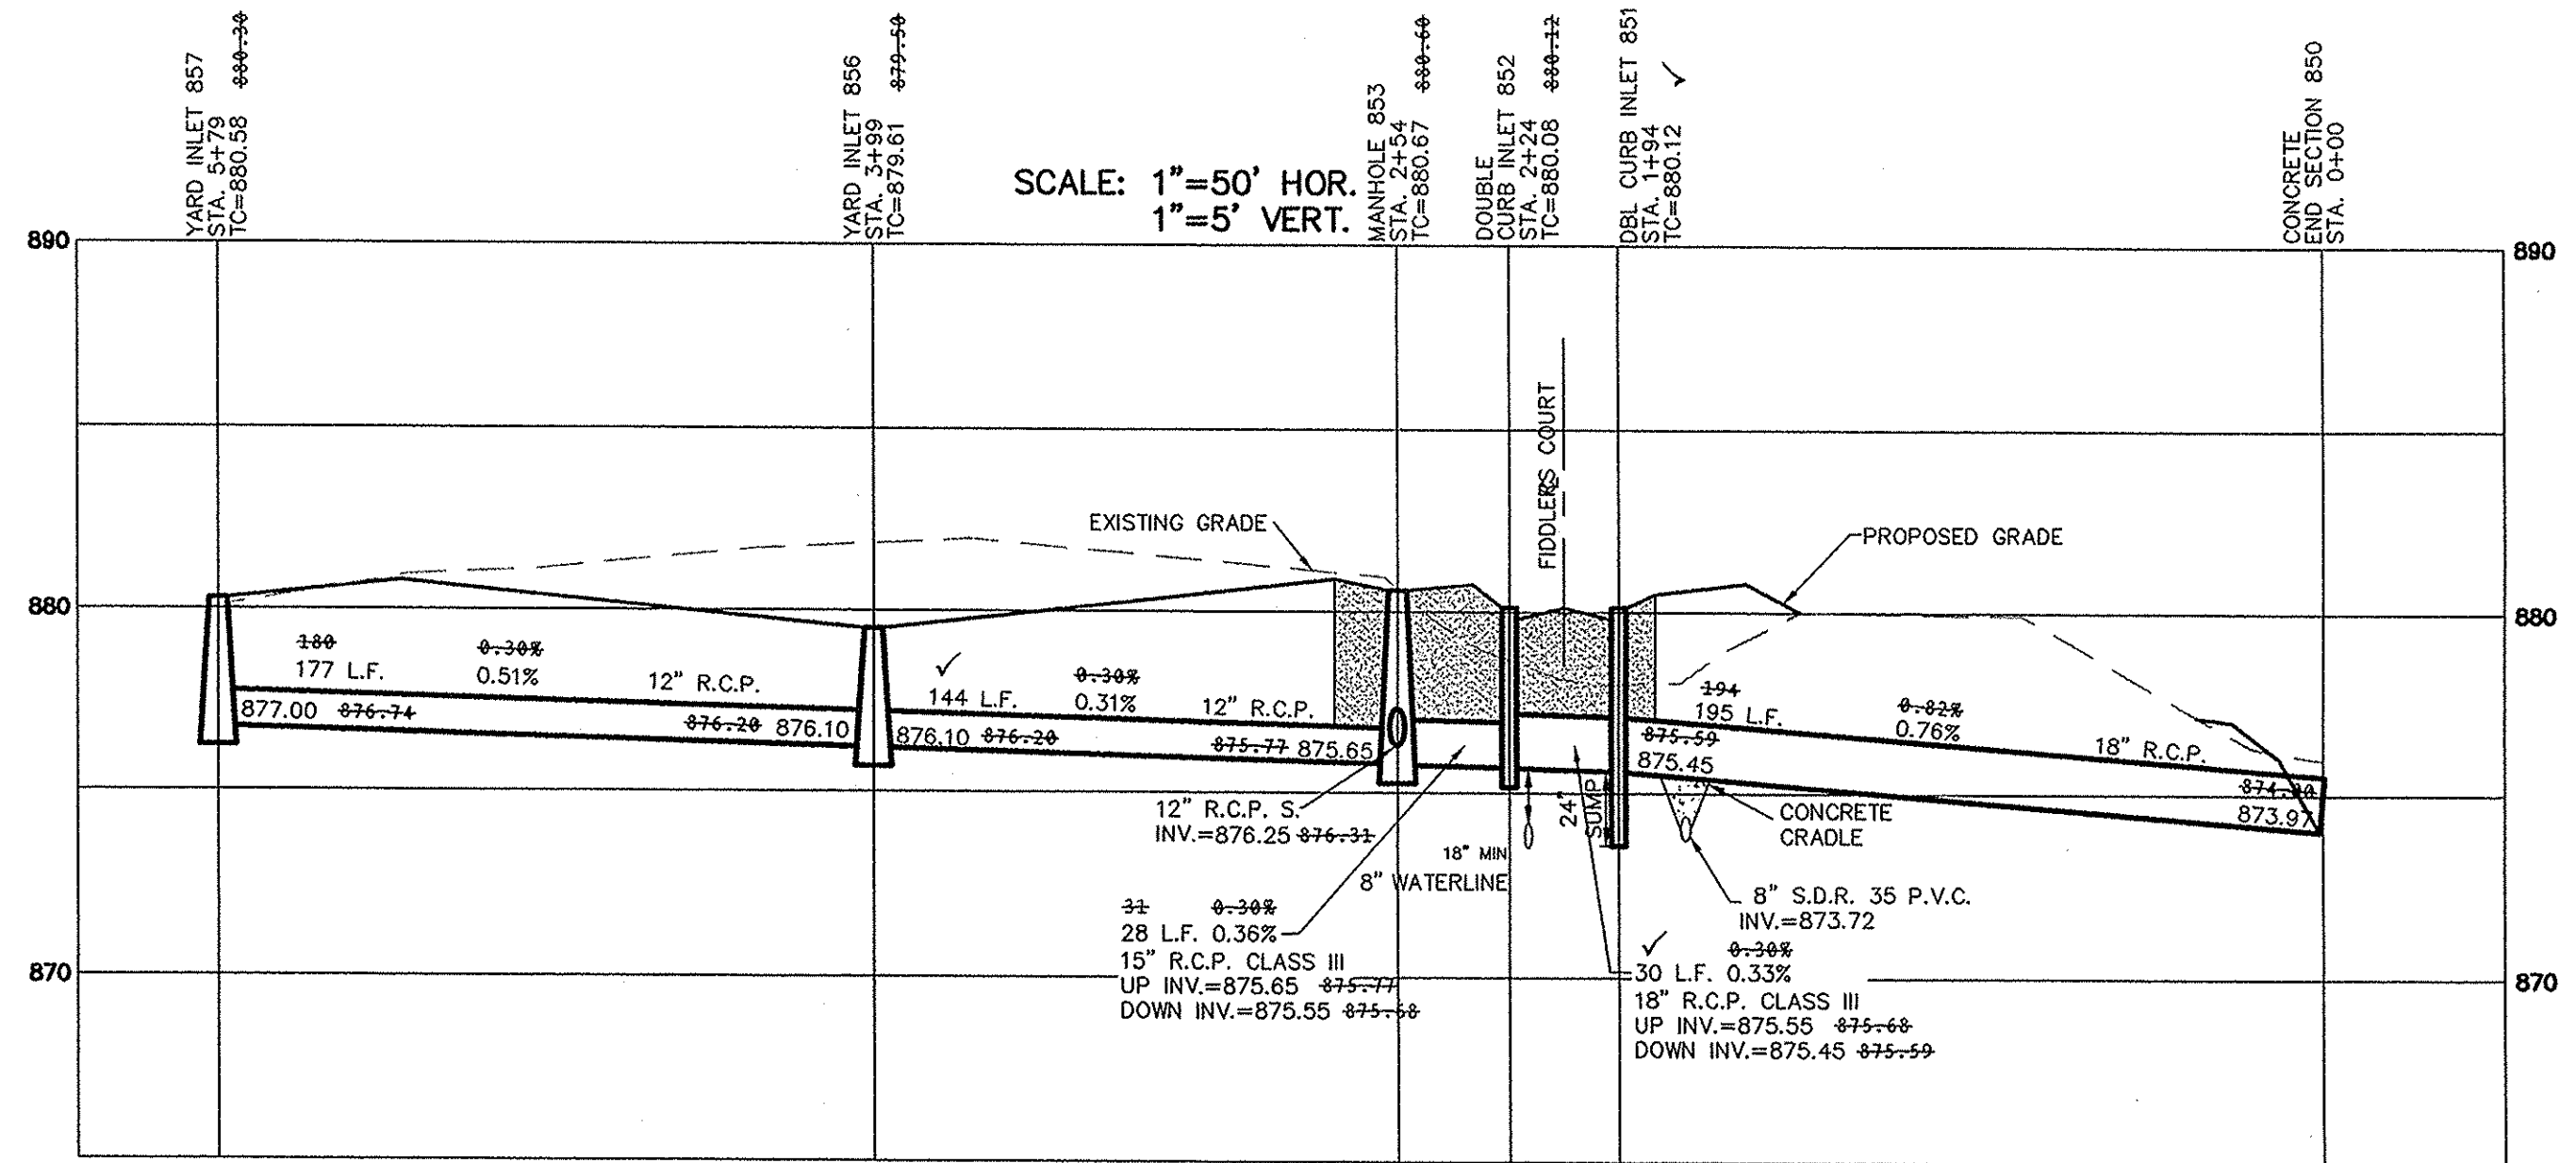 YARD INLET 857
STA. 5+79
TC=880.58 880.30
YARD INLET 856
STA. 3+99
TC=879.61 879.50
MANHOLE 853
STA. 2+54
TC=880.67 880.60
DOUBLE
CURB INLET 852
STA. 2+24
TC=880.08 880.12
DBL CURB INLET 851
STA. 1+94
TC=880.12 ✓
CONCRETE
END SECTION 850
STA. 0+00
SCALE: 1"=50' HOR.
1"=5' VERT.
890
890
FIDDLERS COURT
EXISTING GRADE
PROPOSED GRADE
880
880
180 0.30%
177 L.F. 0.51% 12" R.C.P.
877.00 876.74 876.20 876.10
✓ 0.30%
144 L.F. 0.31% 12" R.C.P.
876.10 876.20 875.77 875.65
194 0.82%
195 L.F. 0.76% 18" R.C.P.
875.59
875.45
873.97
12" R.C.P. S.
INV.=876.25 876.31
24"
SUMP
CONCRETE
CRADLE
18" MIN
8" WATERLINE
8" S.D.R. 35 P.V.C.
INV.=873.72
31 0.30%
28 L.F. 0.36%
15" R.C.P. CLASS III
UP INV.=875.65 875.77
DOWN INV.=875.55 875.68
✓ 0.30%
30 L.F. 0.33%
18" R.C.P. CLASS III
UP INV.=875.55 875.68
DOWN INV.=875.45 875.59
870
870